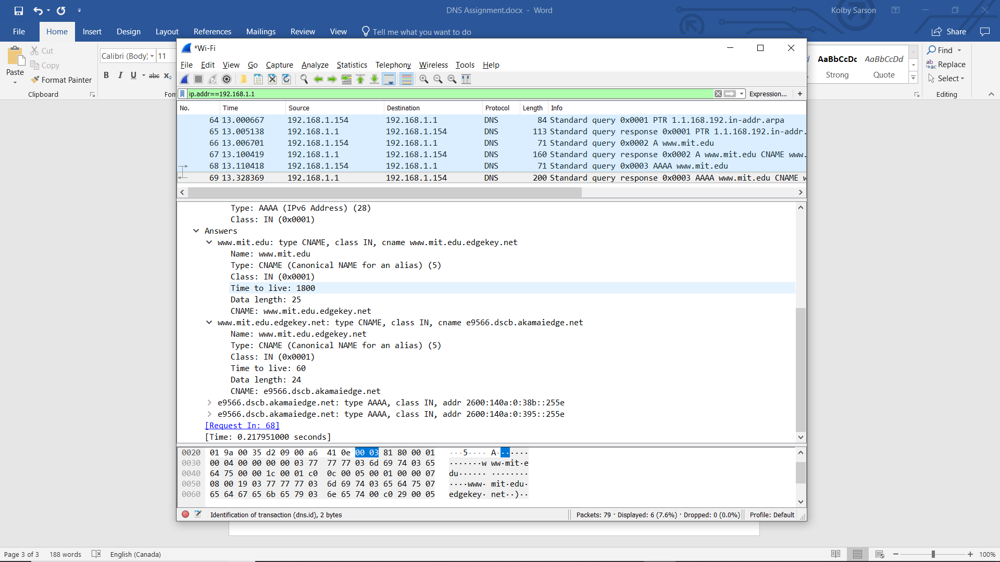 DNS Assignment.docx - Word
Kolby Sarson
File Home Insert Design Layout References Mailings Review View Tell me what you want to do
Share
Paste
Cut
Copy
Format Painter
Clipboard
Calibri (Body) 11
B I U abc X₂
AaBbCcDc AaBbCcDd
Strong Quote
Find
Replace
Select
Editing
*Wi-Fi
File Edit View Go Capture Analyze Statistics Telephony Wireless Tools Help
ip.addr==192.168.1.1
Expression... +
No. Time Source Destination Protocol Length Info
64 13.000667 192.168.1.154 192.168.1.1 DNS 84 Standard query 0x0001 PTR 1.1.168.192.in-addr.arpa
65 13.005138 192.168.1.1 192.168.1.154 DNS 113 Standard query response 0x0001 PTR 1.1.168.192.in-addr.
66 13.006701 192.168.1.154 192.168.1.1 DNS 71 Standard query 0x0002 A www.mit.edu
67 13.100419 192.168.1.1 192.168.1.154 DNS 160 Standard query response 0x0002 A www.mit.edu CNAME www.
68 13.110418 192.168.1.154 192.168.1.1 DNS 71 Standard query 0x0003 AAAA www.mit.edu
69 13.328369 192.168.1.1 192.168.1.154 DNS 200 Standard query response 0x0003 AAAA www.mit.edu CNAME w
Type: AAAA (IPv6 Address) (28)
Class: IN (0x0001)
Answers
www.mit.edu: type CNAME, class IN, cname www.mit.edu.edgekey.net
Name: www.mit.edu
Type: CNAME (Canonical NAME for an alias) (5)
Class: IN (0x0001)
Time to live: 1800
Data length: 25
CNAME: www.mit.edu.edgekey.net
www.mit.edu.edgekey.net: type CNAME, class IN, cname e9566.dscb.akamaiedge.net
Name: www.mit.edu.edgekey.net
Type: CNAME (Canonical NAME for an alias) (5)
Class: IN (0x0001)
Time to live: 60
Data length: 24
CNAME: e9566.dscb.akamaiedge.net
e9566.dscb.akamaiedge.net: type AAAA, class IN, addr 2600:140a:0:38b::255e
e9566.dscb.akamaiedge.net: type AAAA, class IN, addr 2600:140a:0:395::255e
[Request In: 68]
[Time: 0.217951000 seconds]
0020 01 9a 00 35 d2 09 00 a6 41 0e 00 03 81 80 00 01 ···5···· A·······
0030 00 04 00 00 00 00 03 77 77 77 03 6d 69 74 03 65 ·······w ww·mit·e
0040 64 75 00 00 1c 00 01 c0 0c 00 05 00 01 00 00 07 du······ ········
0050 08 00 19 03 77 77 77 03 6d 69 74 03 65 64 75 07 ····www· mit·edu·
0060 65 64 67 65 6b 65 79 03 6e 65 74 00 c0 29 00 05 edgekey· net··)··
Identification of transaction (dns.id), 2 bytes
Packets: 79 · Displayed: 6 (7.6%) · Dropped: 0 (0.0%)
Profile: Default
Page 3 of 3 188 words English (Canada)
100%